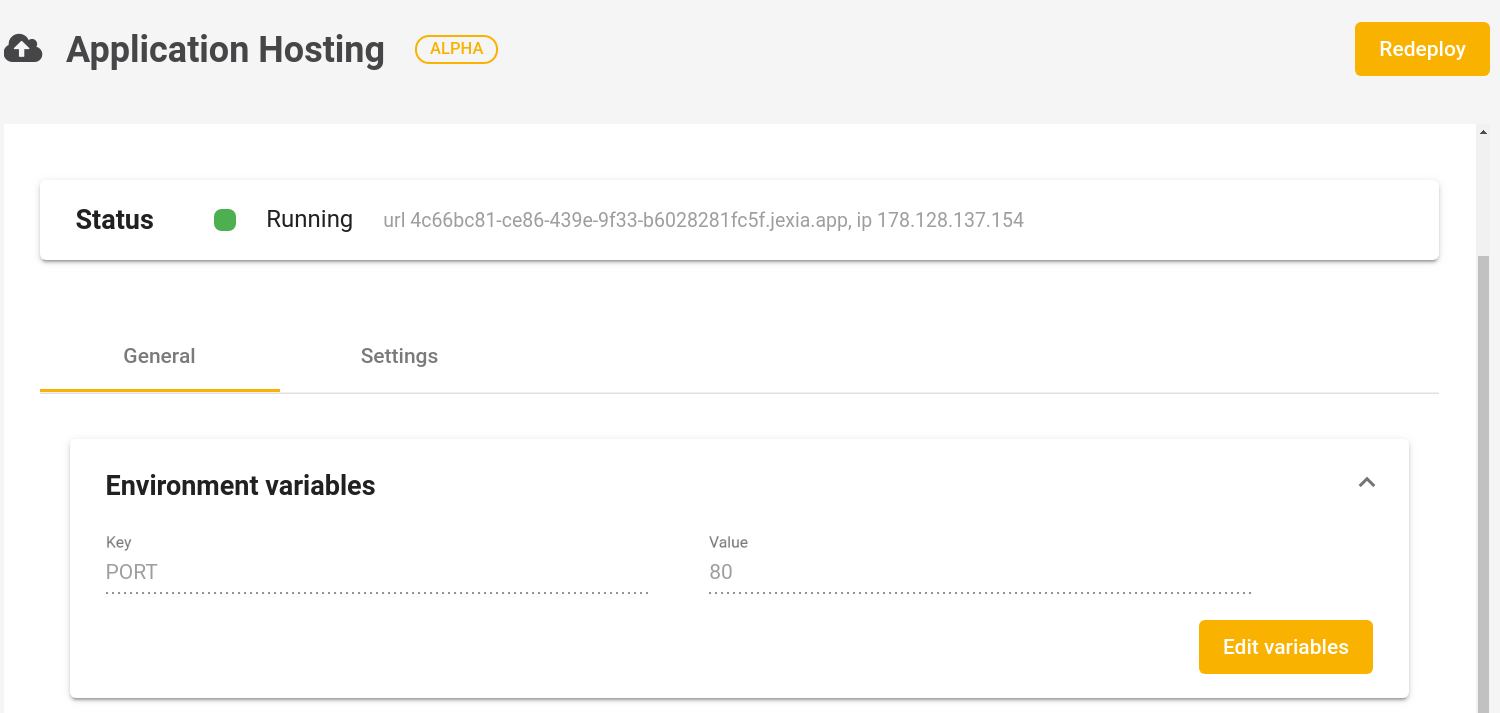 Application Hosting ALPHA Redeploy
Status Running url 4c66bc81-ce86-439e-9f33-b6028281fc5f.jexia.app, ip 178.128.137.154
General Settings
Environment variables
Key Value
PORT 80
Edit variables